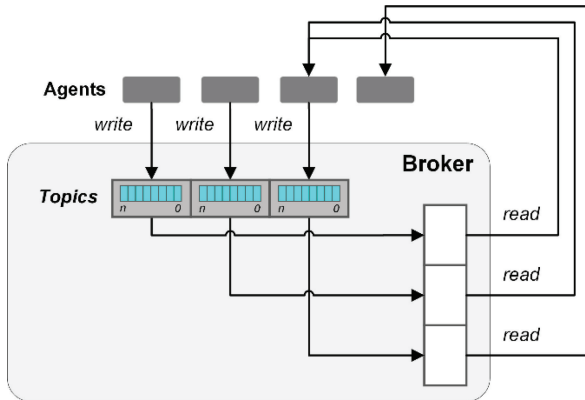 Agents
write write write
Broker
Topics
n 0 n 0 n 0
read
read
read